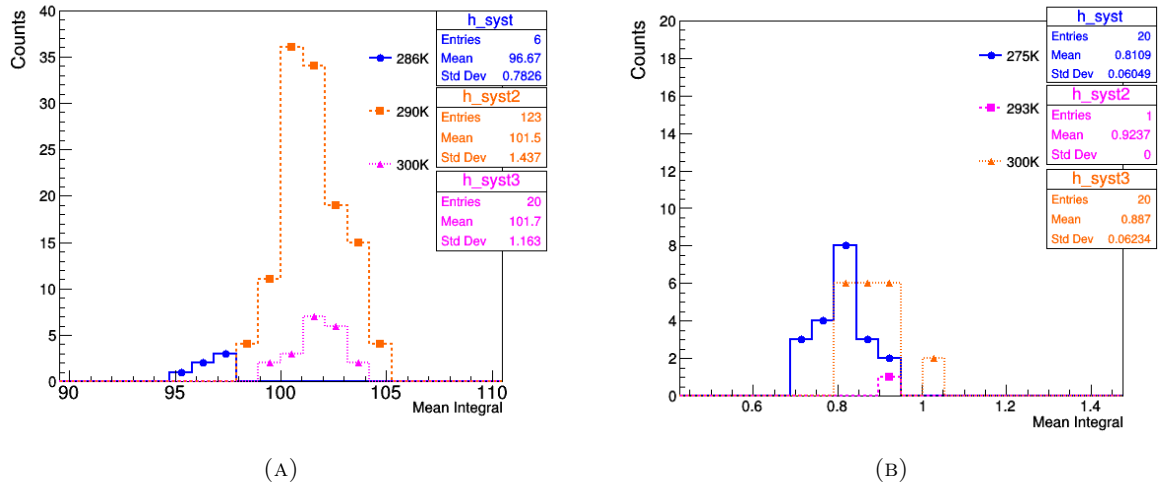 Counts
40
35
30
25
20
15
10
5
0
90
95
100
105
110
Mean Integral
286K
290K
300K
h_syst
Entries 6
Mean 96.67
Std Dev 0.7826
h_syst2
Entries 123
Mean 101.5
Std Dev 1.437
h_syst3
Entries 20
Mean 101.7
Std Dev 1.163
(A)
Counts
20
18
16
14
12
10
8
6
4
2
0
0.6
0.8
1
1.2
1.4
Mean Integral
275K
293K
300K
h_syst
Entries 20
Mean 0.8109
Std Dev 0.06049
h_syst2
Entries 1
Mean 0.9237
Std Dev 0
h_syst3
Entries 20
Mean 0.887
Std Dev 0.06234
(B)